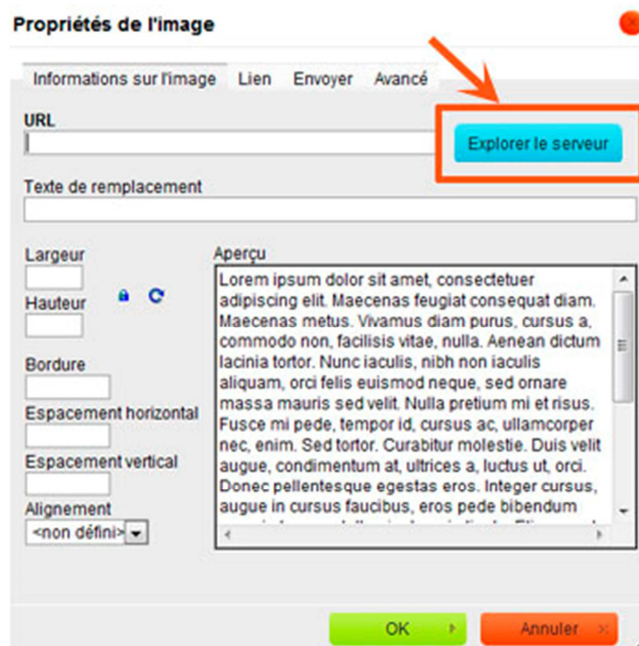 Propriétés de l'image
Informations sur l'image Lien Envoyer Avancé
URL
Explorer le serveur
Texte de remplacement
Largeur
Hauteur
Bordure
Espacement horizontal
Espacement vertical
Alignement
<non défini>
Aperçu
Lorem ipsum dolor sit amet, consectetuer
adipiscing elit. Maecenas feugiat consequat diam.
Maecenas metus. Vivamus diam purus, cursus a,
commodo non, facilisis vitae, nulla. Aenean dictum
lacinia tortor. Nunc iaculis, nibh non iaculis
aliquam, orci felis euismod neque, sed ornare
massa mauris sed velit. Nulla pretium mi et risus.
Fusce mi pede, tempor id, cursus ac, ullamcorper
nec, enim. Sed tortor. Curabitur molestie. Duis velit
augue, condimentum at, ultrices a, luctus ut, orci.
Donec pellentesque egestas eros. Integer cursus,
augue in cursus faucibus, eros pede bibendum
OK
Annuler